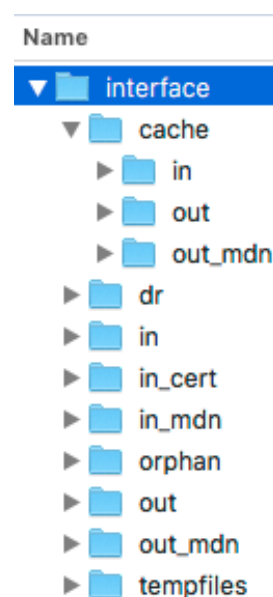 Name
interface
cache
in
out
out_mdn
dr
in
in_cert
in_mdn
orphan
out
out_mdn
tempfiles